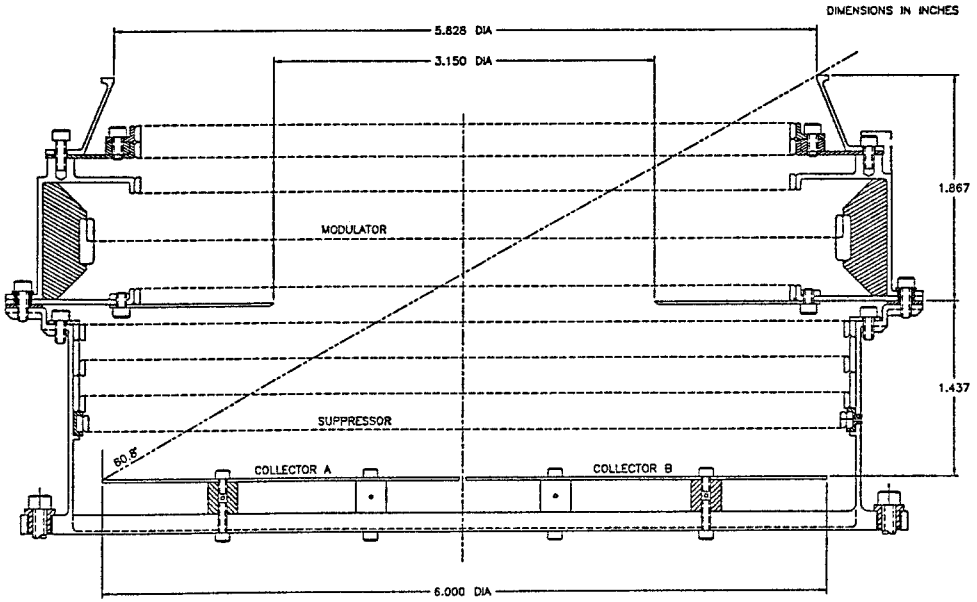 DIMENSIONS IN INCHES
5.828 DIA
3.150 DIA
1.867
MODULATOR
1.437
SUPPRESSOR
60.8°
COLLECTOR A
COLLECTOR B
6.000 DIA